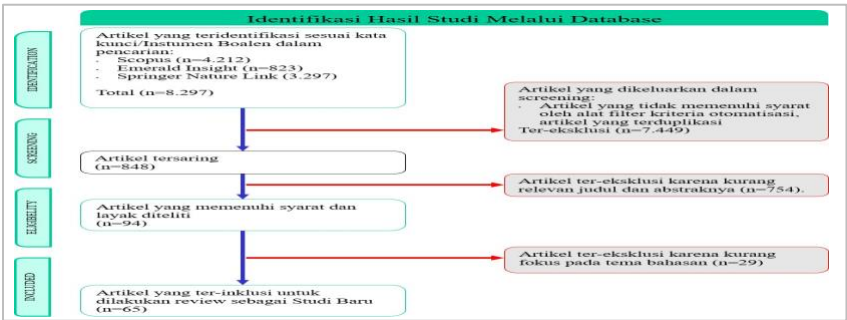 Identifikasi Hasil Studi Melalui Database
IDENTIFICATION
Artikel yang teridentifikasi sesuai kata
kunci/Instumen Boalen dalam
pencarian:
- Scopus (n=4.212)
- Emerald Insight (n=823)
- Springer Nature Link (3.297)
Total (n=8.297)
Artikel yang dikeluarkan dalam
screening:
- Artikel yang tidak memenuhi syarat
oleh alat filter kriteria otomatisasi,
artikel yang terduplikasi
Ter-eksklusi (n=7.449)
SCREENING
Artikel tersaring
(n=848)
Artikel ter-eksklusi karena kurang
relevan judul dan abstraknya (n=754).
ELIGIBILITY
Artikel yang memenuhi syarat dan
layak diteliti
(n=94)
Artikel ter-eksklusi karena kurang
fokus pada tema bahasan (n=29)
INCLUDED
Artikel yang ter-inklusi untuk
dilakukan review sebagai Studi Baru
(n=65)